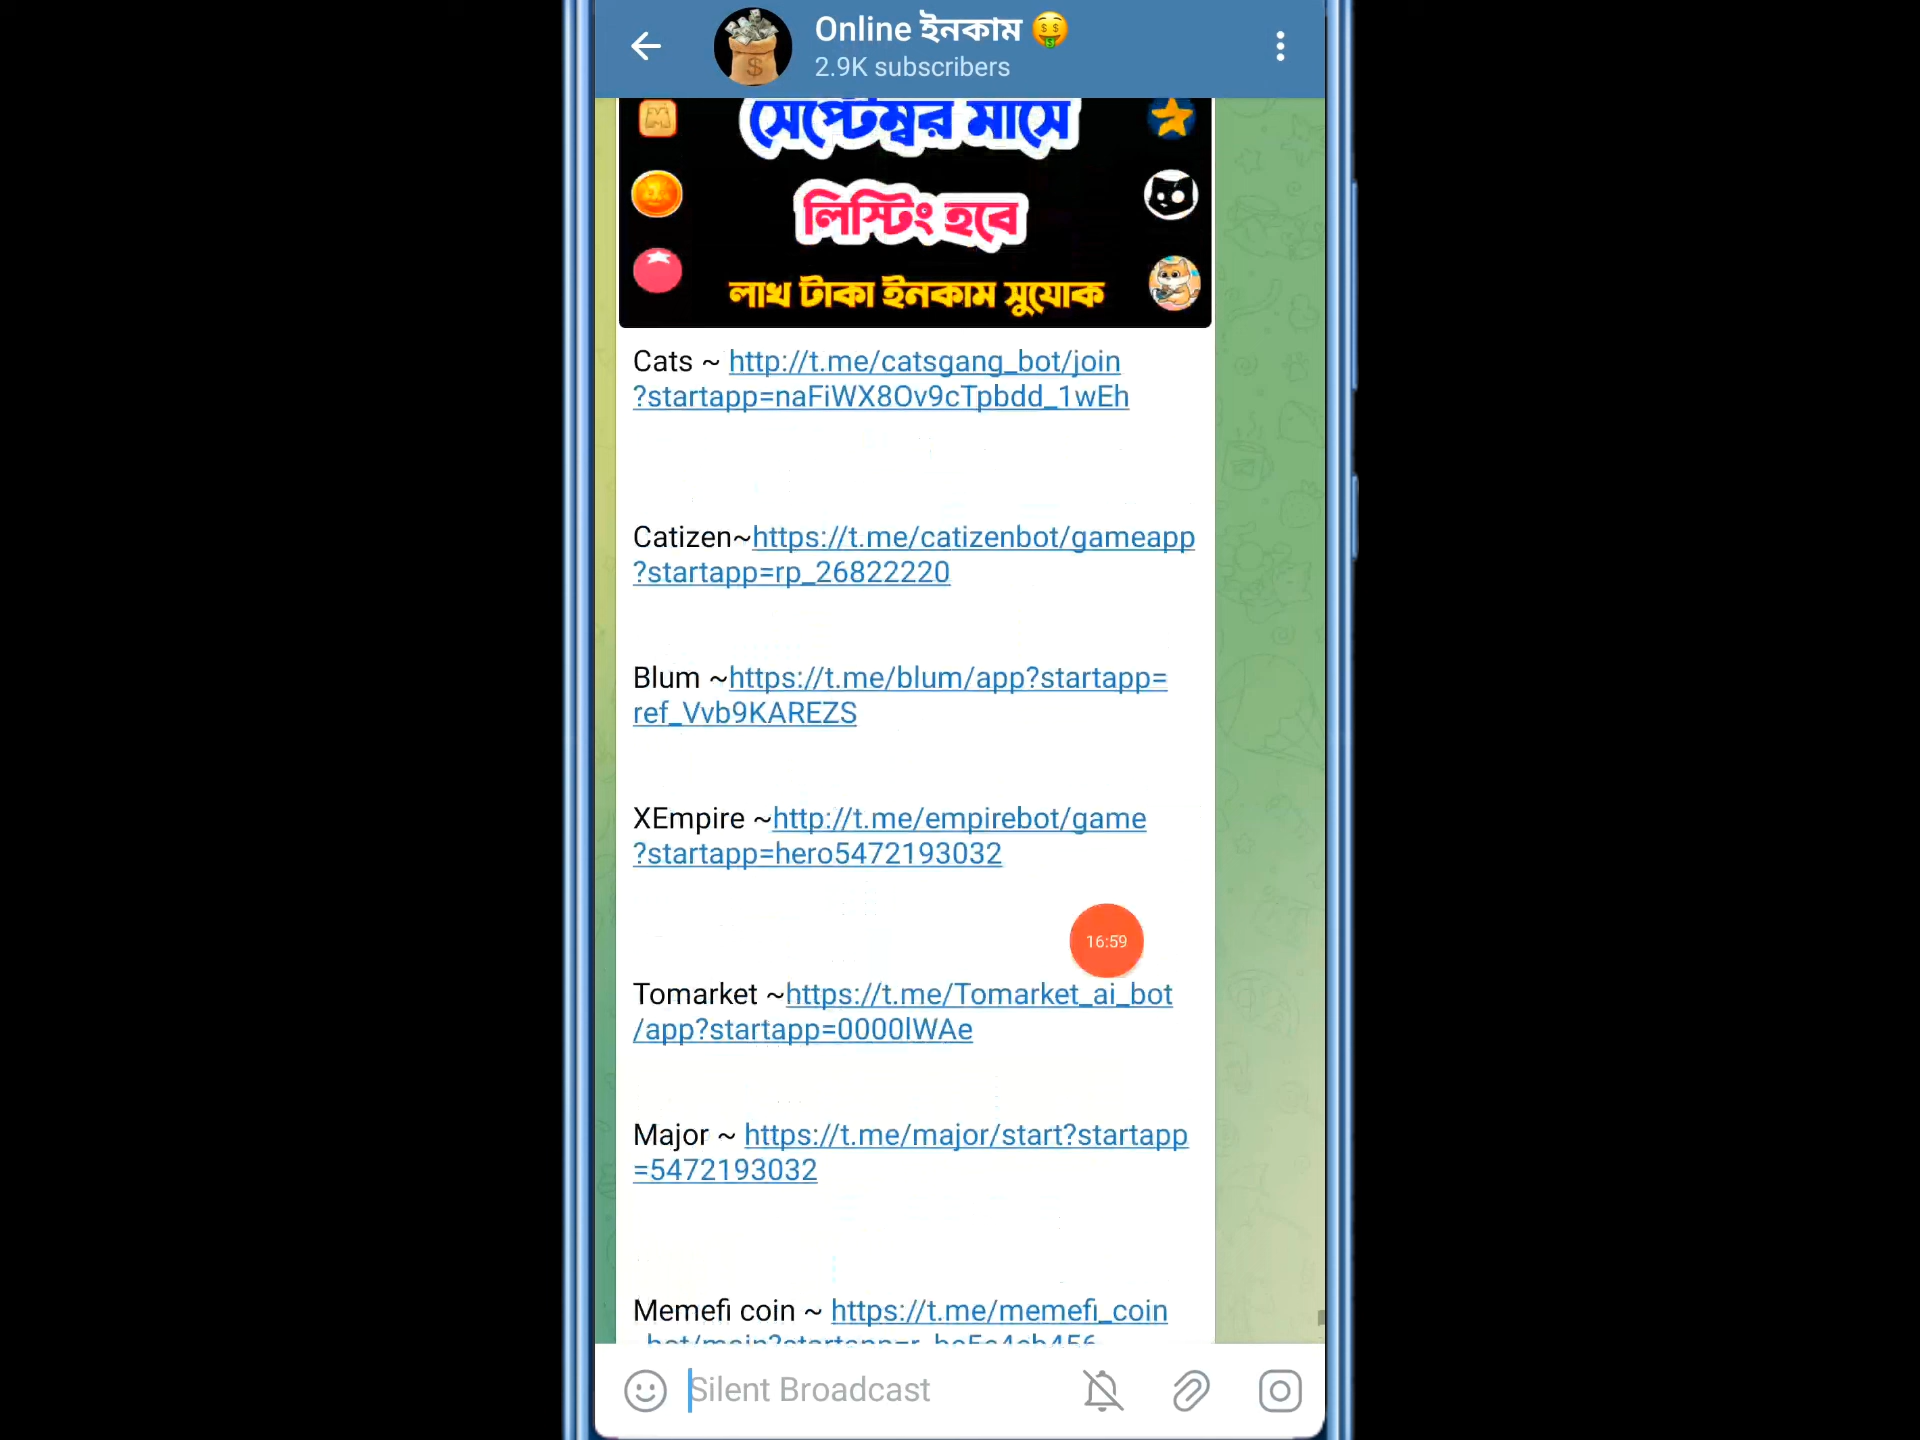 Online ইনকাম 🤑
2.9K subscribers
সেপ্টেম্বর মাসে
লিস্টিং হবে
লাখ টাকা ইনকাম সুযোক
Cats ~ http://t.me/catsgang_bot/join
?startapp=naFiWX8Ov9cTpbdd_1wEh
Catizen~https://t.me/catizenbot/gameapp
?startapp=rp_26822220
Blum ~https://t.me/blum/app?startapp=
ref_Vvb9KAREZS
XEmpire ~http://t.me/empirebot/game
?startapp=hero5472193032
16:59
Tomarket ~https://t.me/Tomarket_ai_bot
/app?startapp=0000lWAe
Major ~ https://t.me/major/start?startapp
=5472193032
Memefi coin ~ https://t.me/memefi_coin
Silent Broadcast